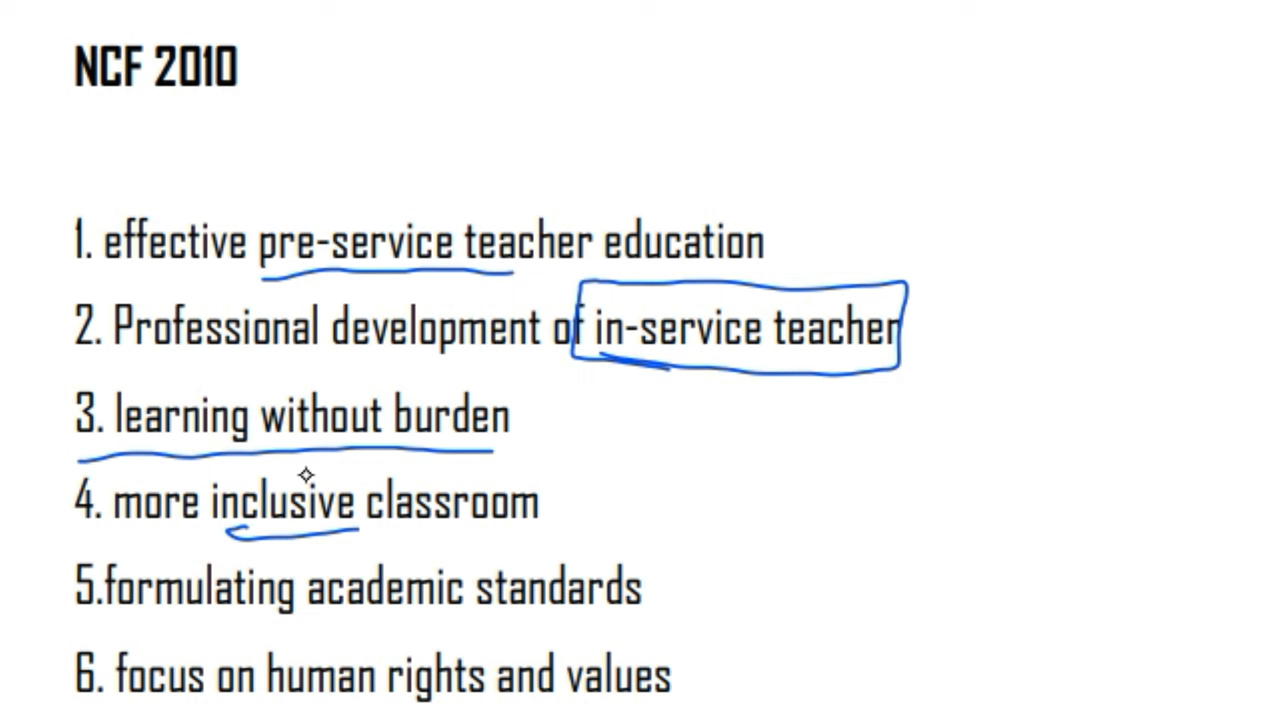 NCF 2010
1. effective pre-service teacher education
2. Professional development of in-service teacher
3. learning without burden
4. more inclusive classroom
5.formulating academic standards
6. focus on human rights and values